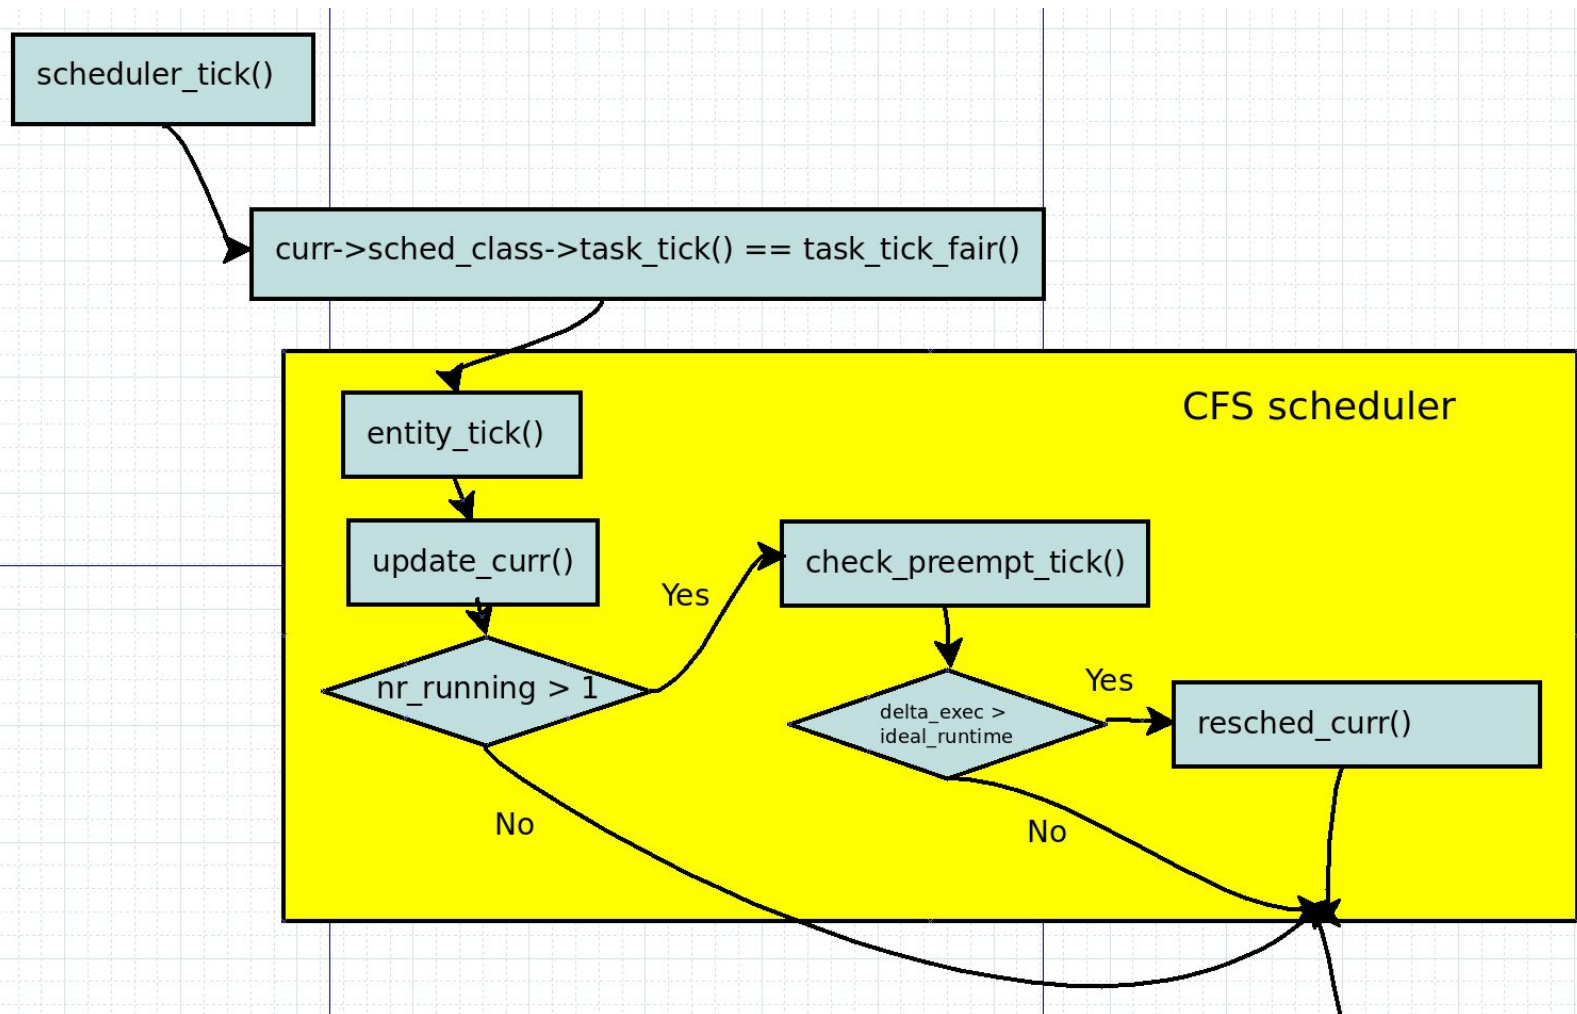 scheduler_tick()
curr->sched_class->task_tick() == task_tick_fair()
CFS scheduler
entity_tick()
update_curr()
Yes
check_preempt_tick()
nr_running > 1
delta_exec >
ideal_runtime
Yes
resched_curr()
No
No